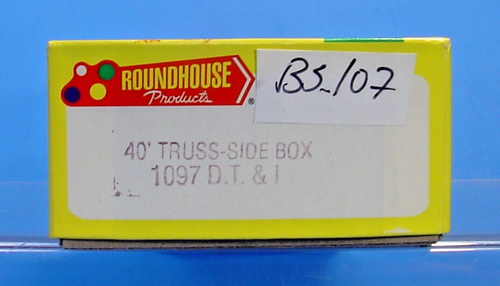 ROUNDHOUSE
Products
®
BS-107
40' TRUSS-SIDE BOX
1097 D.T. & I